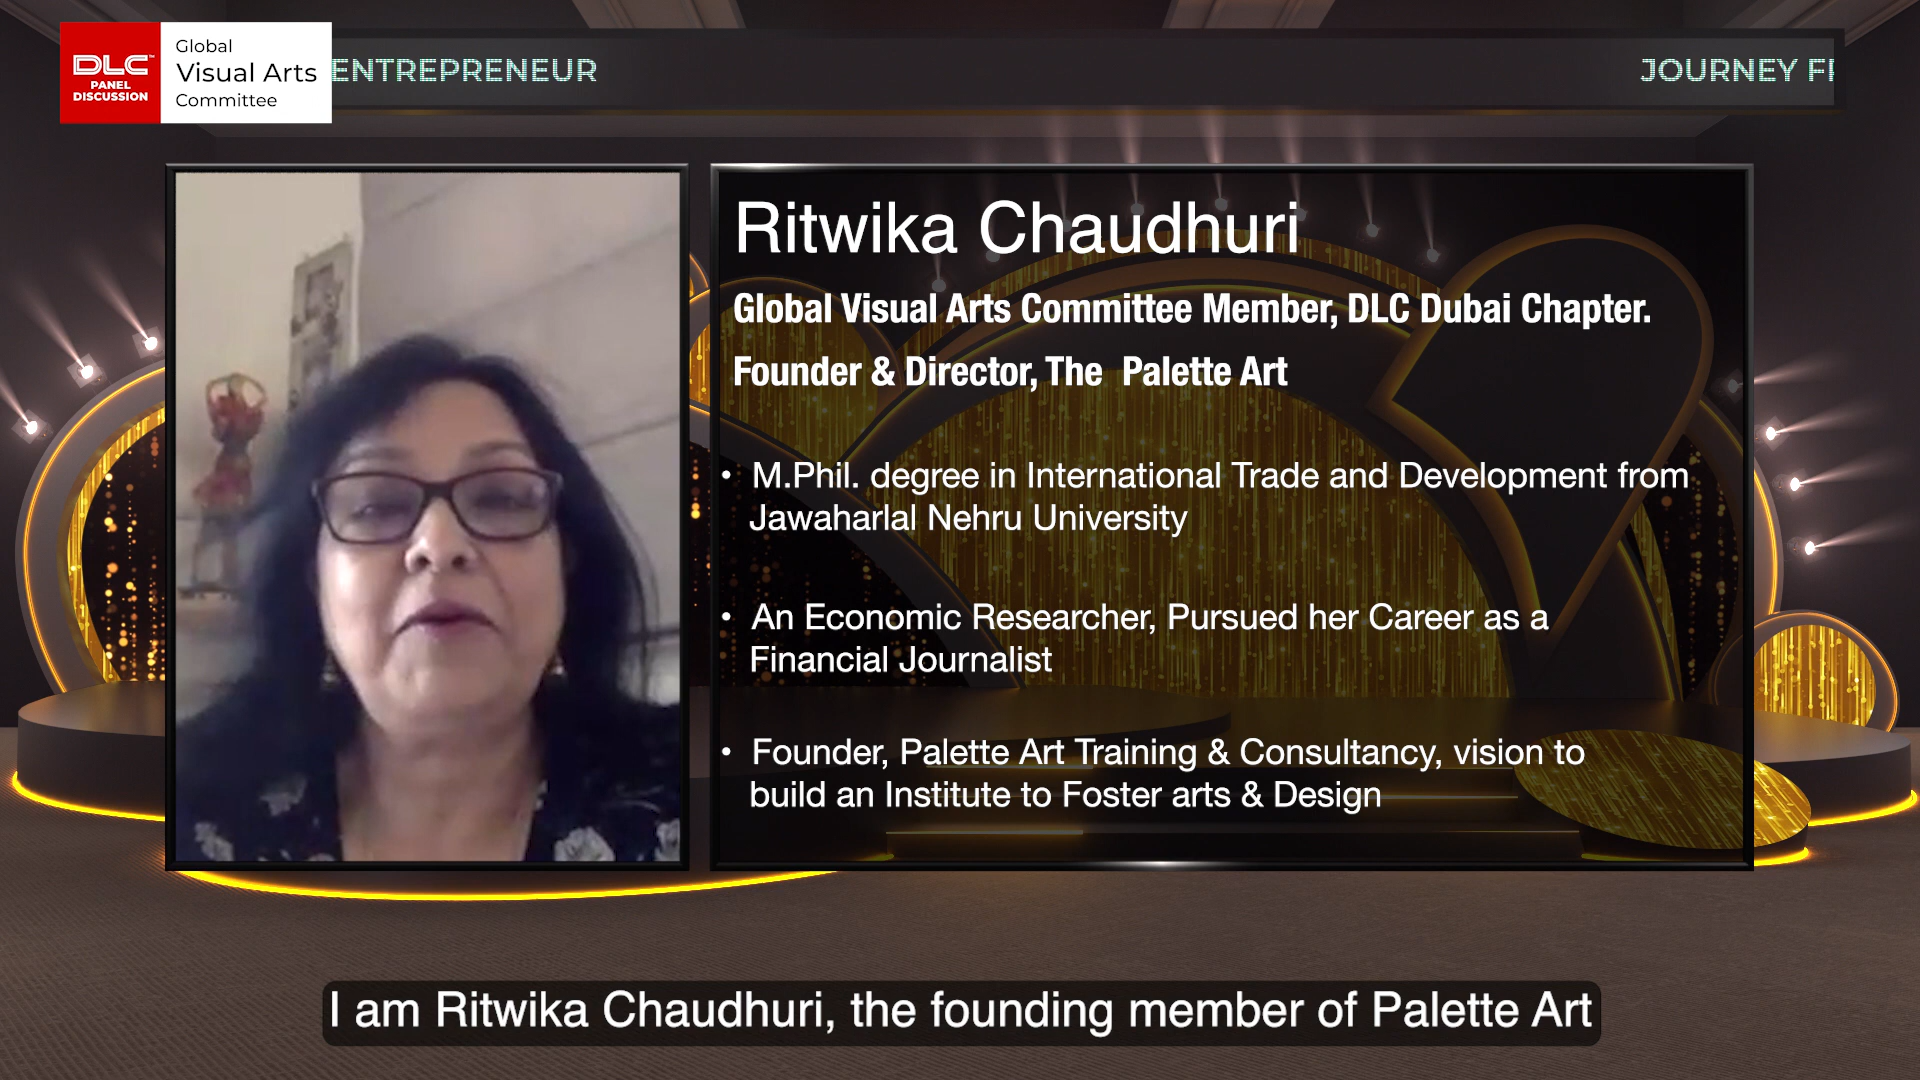 DLC™
PANEL
DISCUSSION
Global
Visual Arts
Committee
ENTREPRENEUR
JOURNEY
Ritwika Chaudhuri
Global Visual Arts Committee Member, DLC Dubai Chapter.
Founder & Director, The Palette Art
• M.Phil. degree in International Trade and Development from
Jawaharlal Nehru University
• An Economic Researcher, Pursued her Career as a
Financial Journalist
• Founder, Palette Art Training & Consultancy, vision to
build an Institute to Foster arts & Design
I am Ritwika Chaudhuri, the founding member of Palette Art